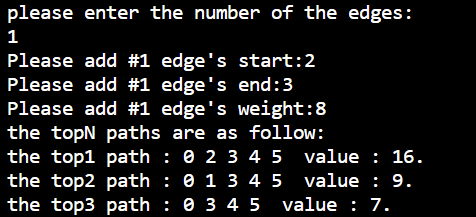 please enter the number of the edges:
1
Please add #1 edge's start:2
Please add #1 edge's end:3
Please add #1 edge's weight:8
the topN paths are as follow:
the top1 path : 0 2 3 4 5  value : 16.
the top2 path : 0 1 3 4 5  value : 9.
the top3 path : 0 3 4 5  value : 7.